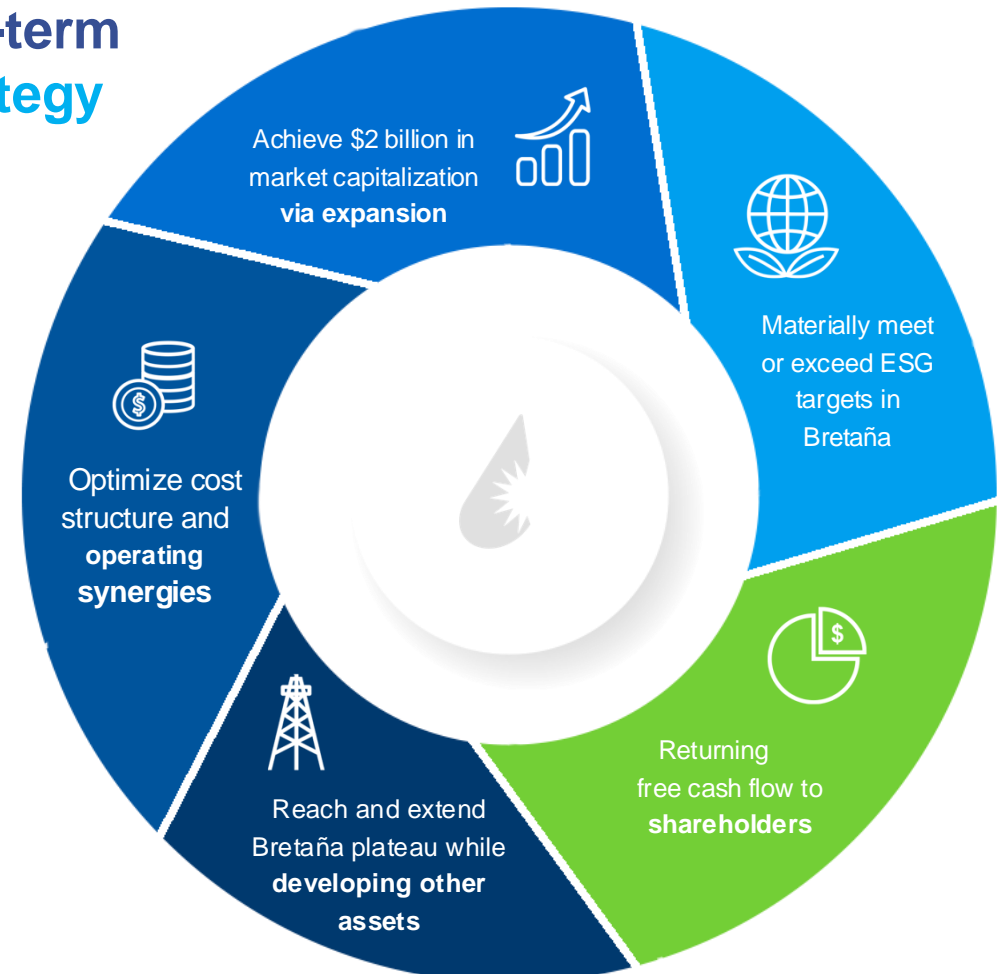 -term
tegy
Achieve $2 billion in
market capitalization
via expansion
Materially meet
or exceed ESG
targets in
Bretaña
$
Returning
free cash flow to
shareholders
Reach and extend
Bretaña plateau while
developing other
assets
$
Optimize cost
structure and
operating
synergies